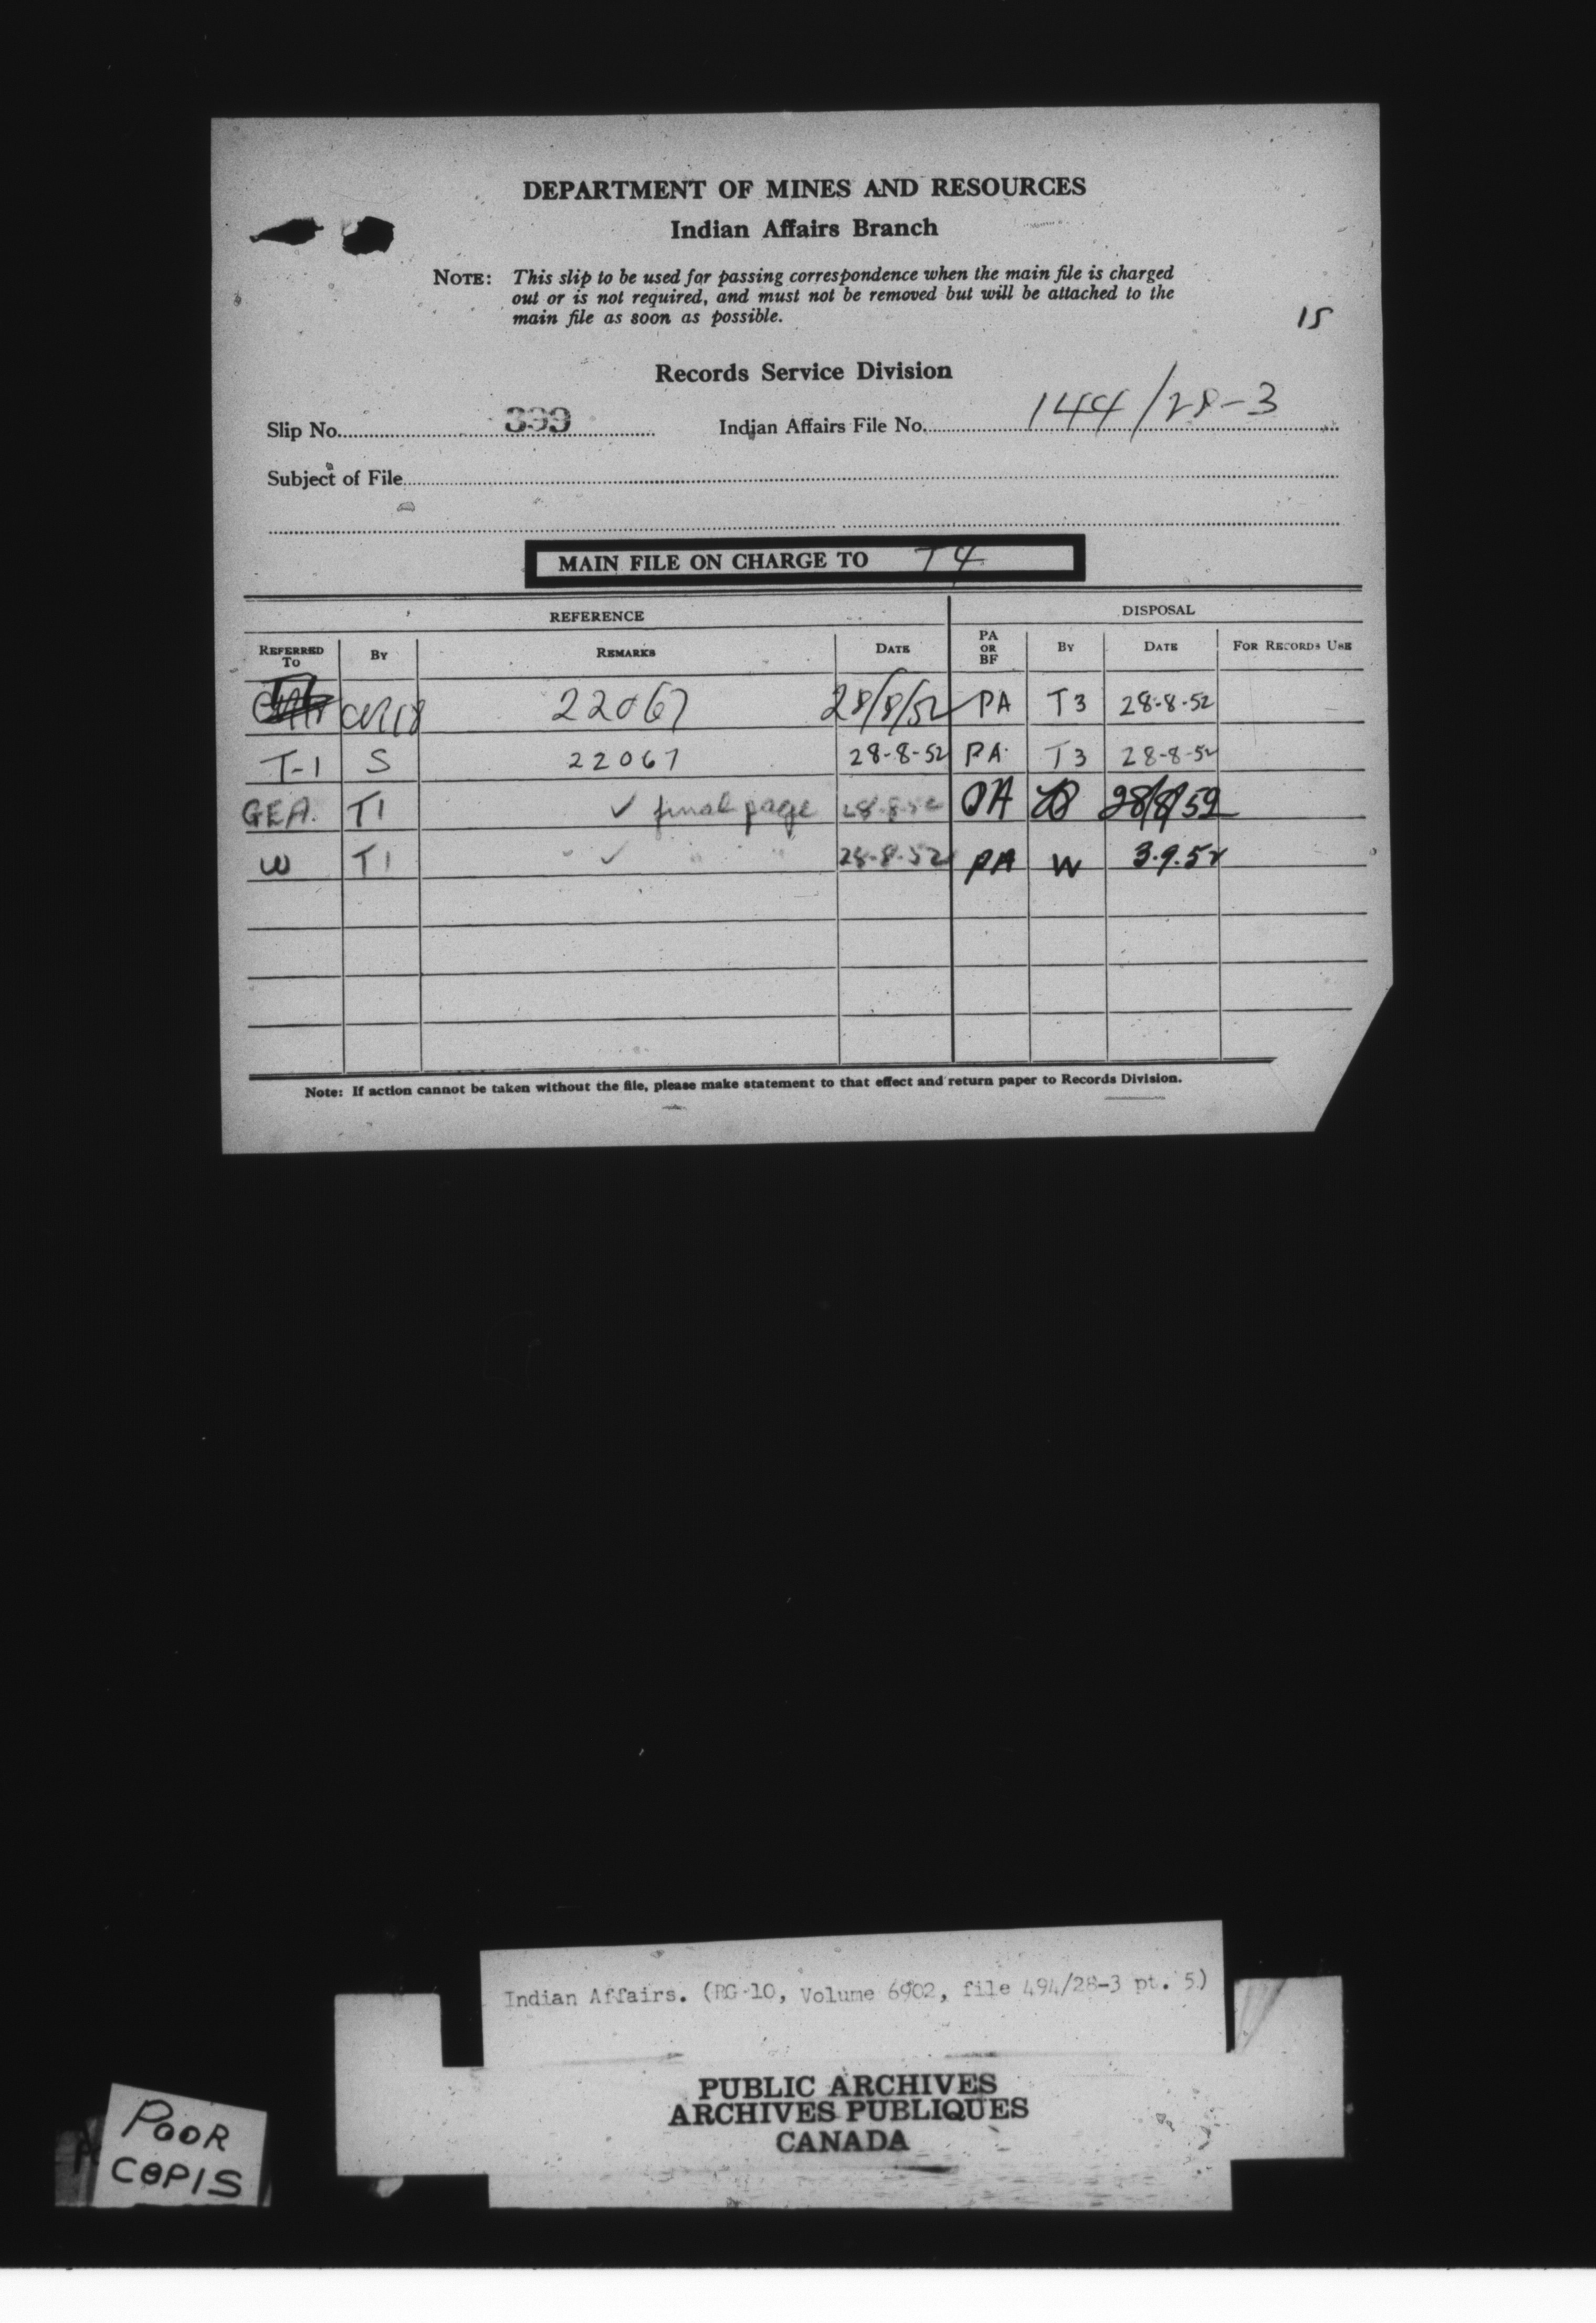 DEPARTMENT OF MINES AND RESOURCES
Indian Affairs Branch
NOTE: This slip to be used for passing correspondence when the main file is charged
out or is not required, and must not be removed but will be attached to the
main file as soon as possible.
15
Records Service Division
Slip No. 399 Indian Affairs File No. 144/28-3
Subject of File
MAIN FILE ON CHARGE TO T4
REFERENCE DISPOSAL
REFERRED TO BY REMARKS DATE PA OR BF BY DATE FOR RECORDS USE
22067 28/8/52 PA T3 28-8-52
T-1 S 22067 28-8-52 PA T3 28-8-52
GEA. T1 ✓ final page 28-8-52 PA 28/8/52
W T1 ✓ " " 28-8-52 PA W 3.9.52
Note: If action cannot be taken without the file, please make statement to that effect and return paper to Records Division.
Indian Affairs. (RG-10, Volume 6902, file 494/28-3 pt. 5)
PUBLIC ARCHIVES
ARCHIVES PUBLIQUES
CANADA
POOR
COPIS